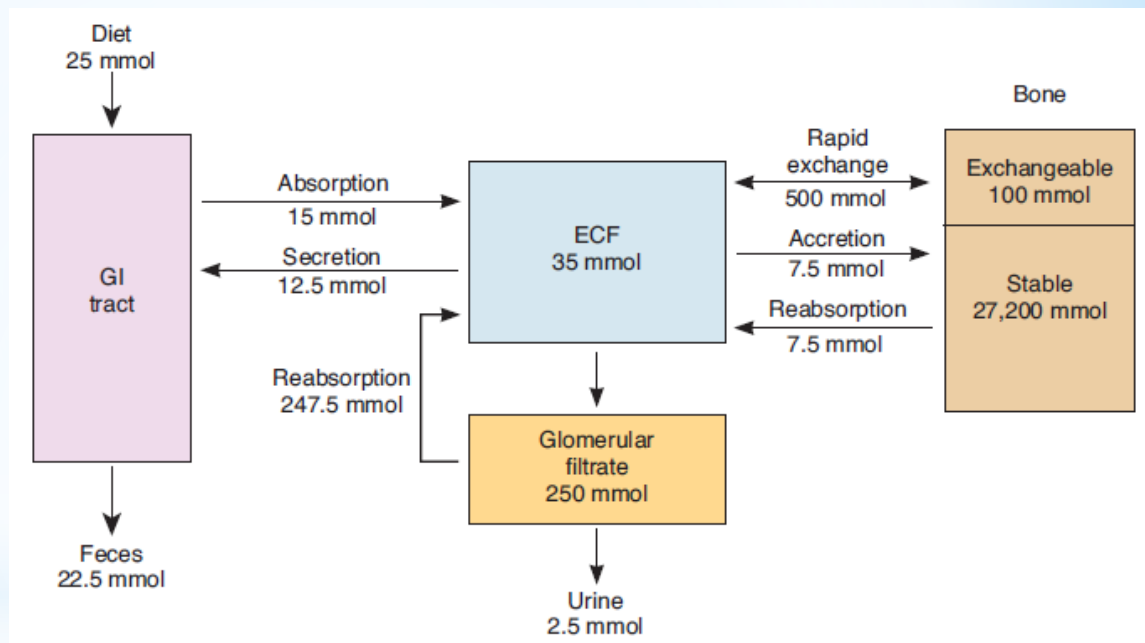 Diet
25 mmol
GI
tract
Feces
22.5 mmol
Absorption
15 mmol
Secretion
12.5 mmol
Reabsorption
247.5 mmol
ECF
35 mmol
Glomerular
filtrate
250 mmol
Urine
2.5 mmol
Rapid
exchange
500 mmol
Accretion
7.5 mmol
Reabsorption
7.5 mmol
Bone
Exchangeable
100 mmol
Stable
27,200 mmol